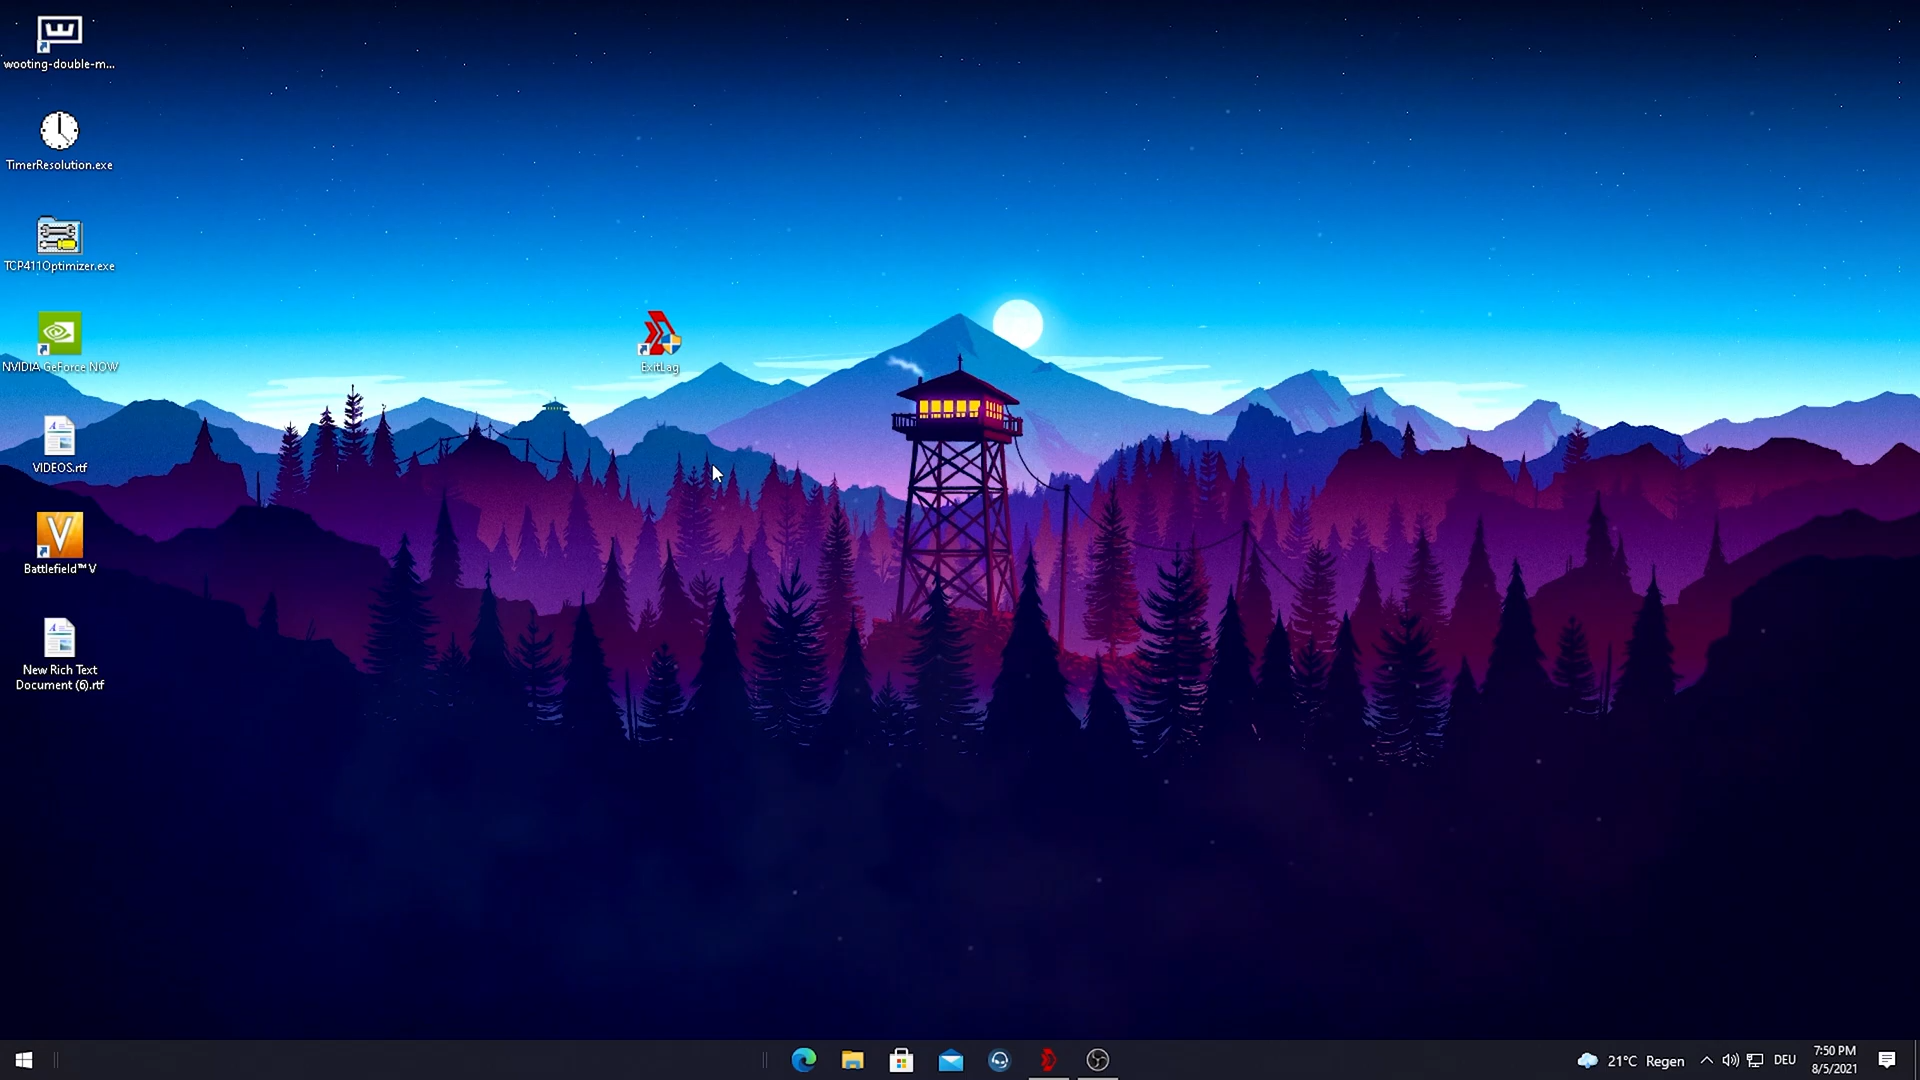 wooting-double-m...
TimerResolution.exe
TCP411Optimizer.exe
NVIDIA GeForce NOW
ExitLag
VIDEOS.rtf
Battlefield™ V
New Rich Text
Document (6).rtf
21°C Regen
DEU
7:50 PM
8/5/2021